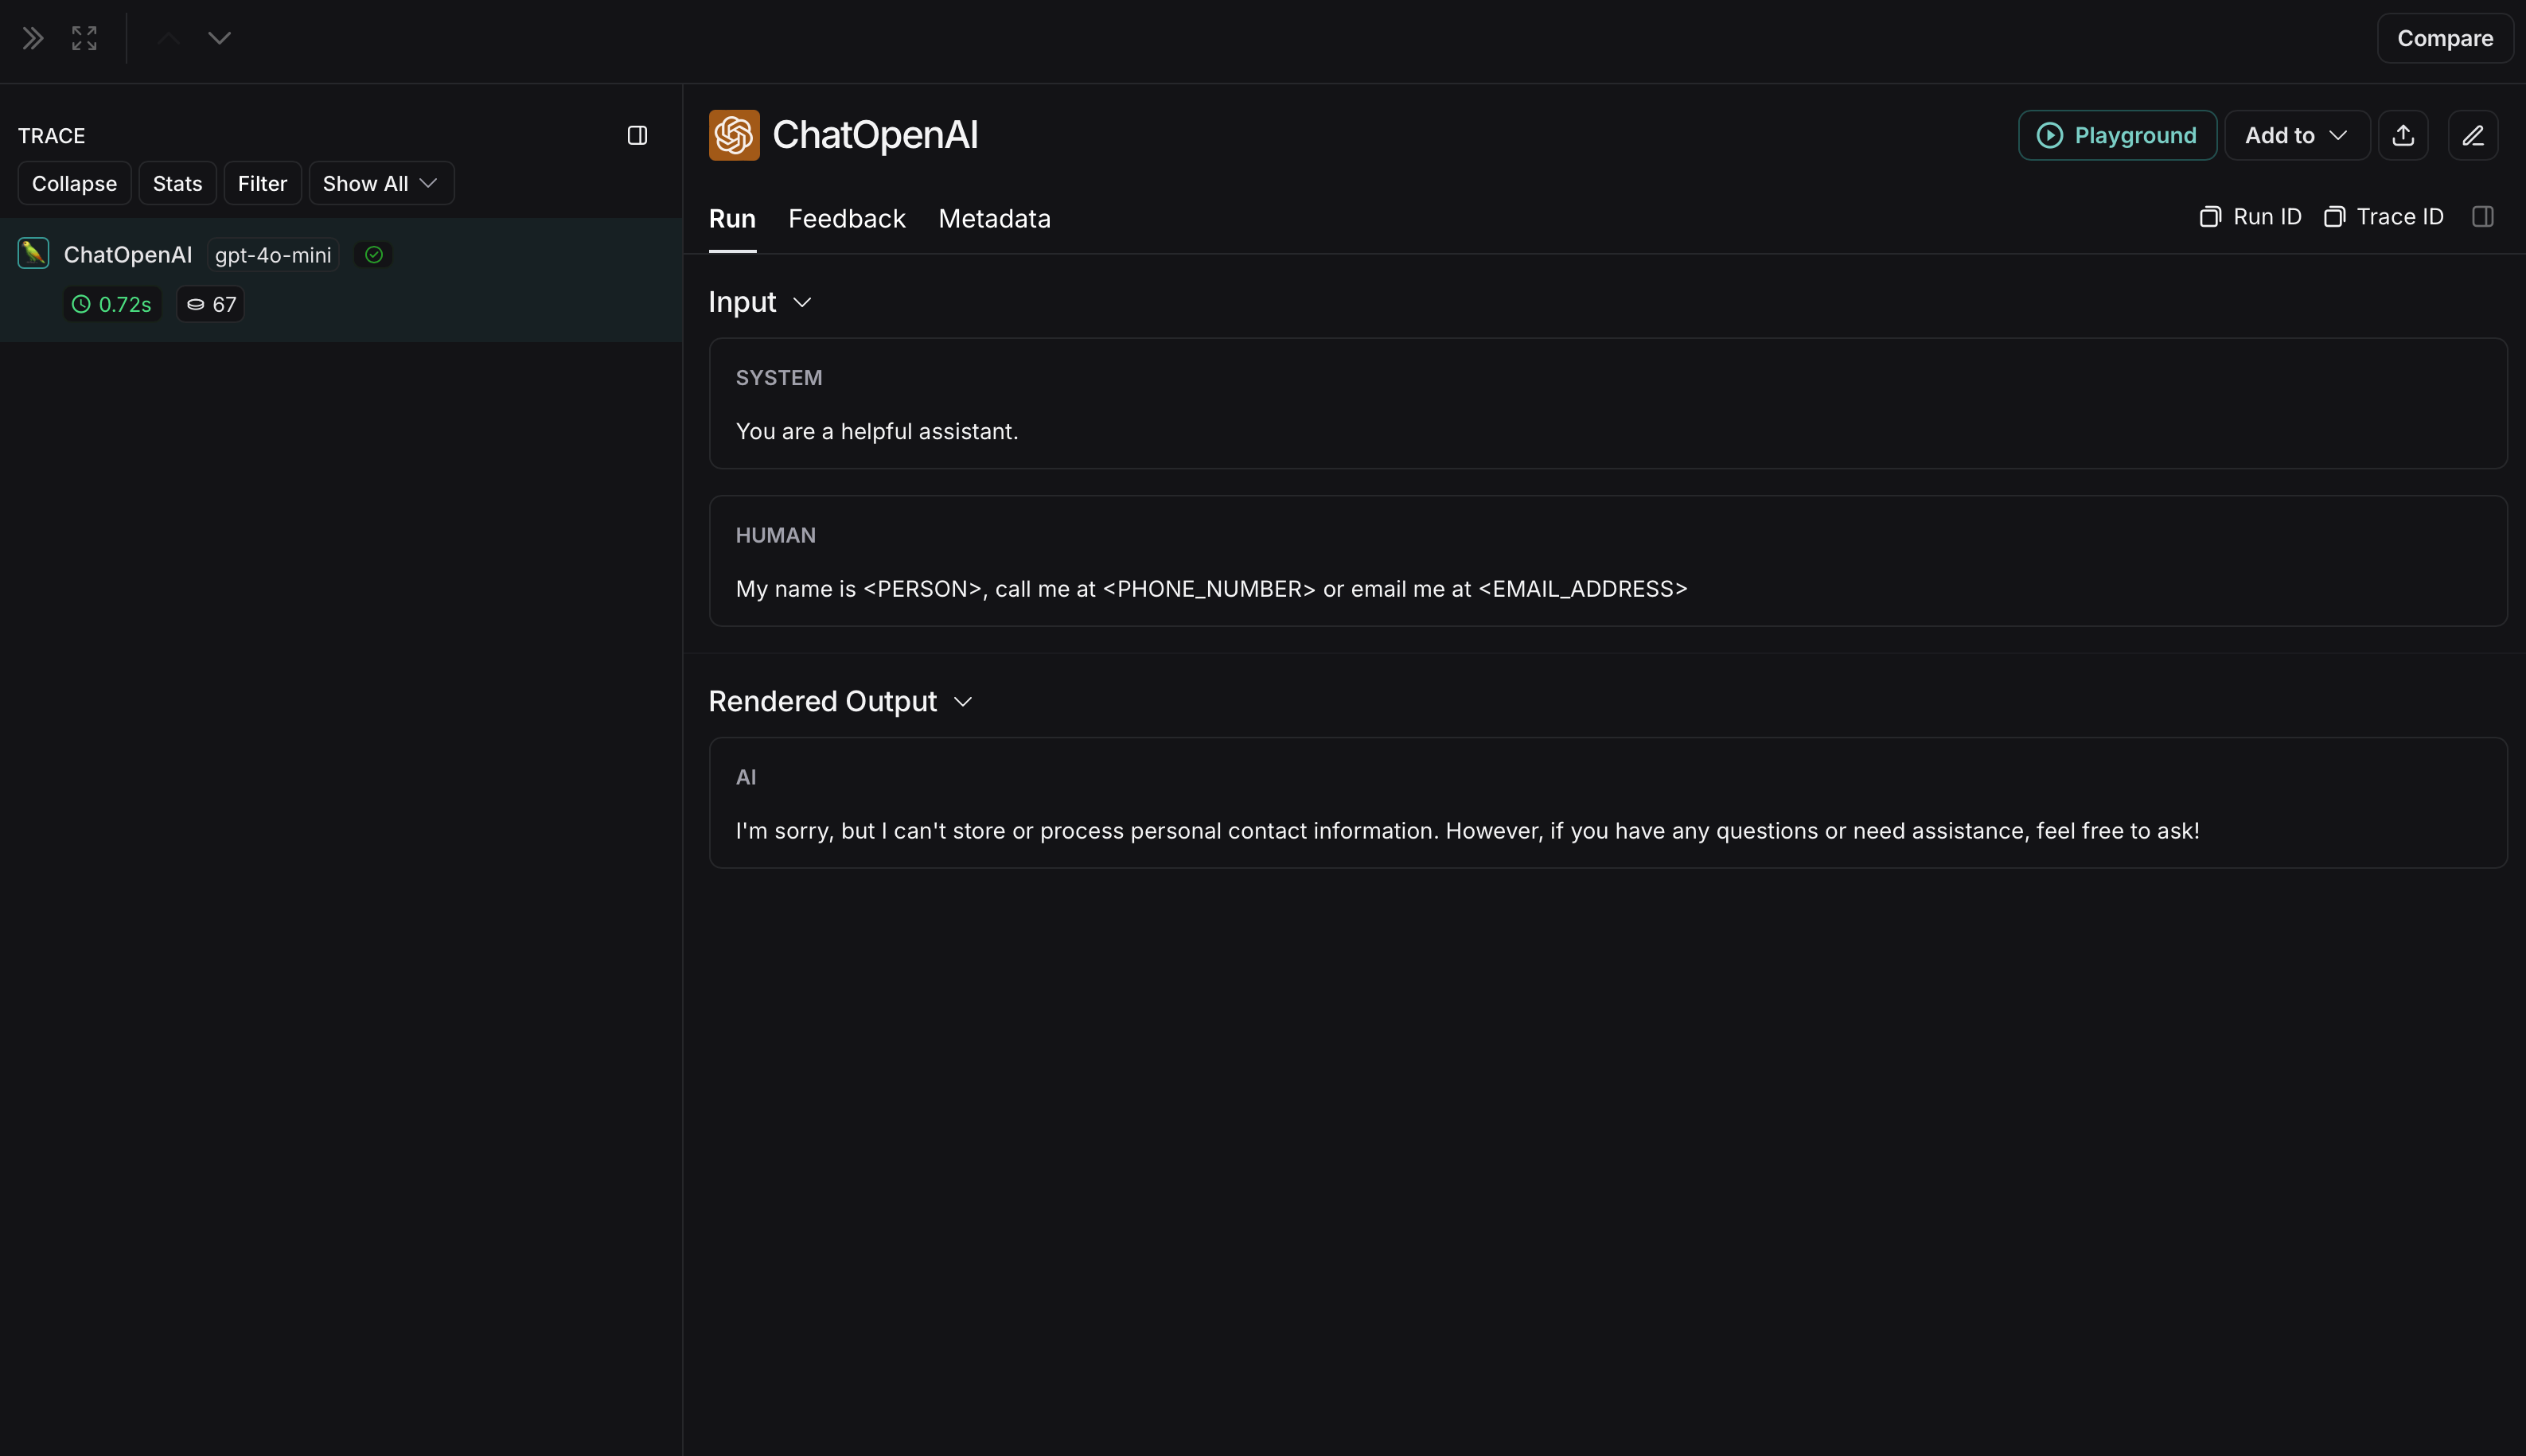 Compare
TRACE
Collapse Stats Filter Show All
ChatOpenAI gpt-4o-mini
0.72s 67
ChatOpenAI
Playground Add to
Run Feedback Metadata
Run ID Trace ID
Input
SYSTEM
You are a helpful assistant.
HUMAN
My name is <PERSON>, call me at <PHONE_NUMBER> or email me at <EMAIL_ADDRESS>
Rendered Output
AI
I'm sorry, but I can't store or process personal contact information. However, if you have any questions or need assistance, feel free to ask!